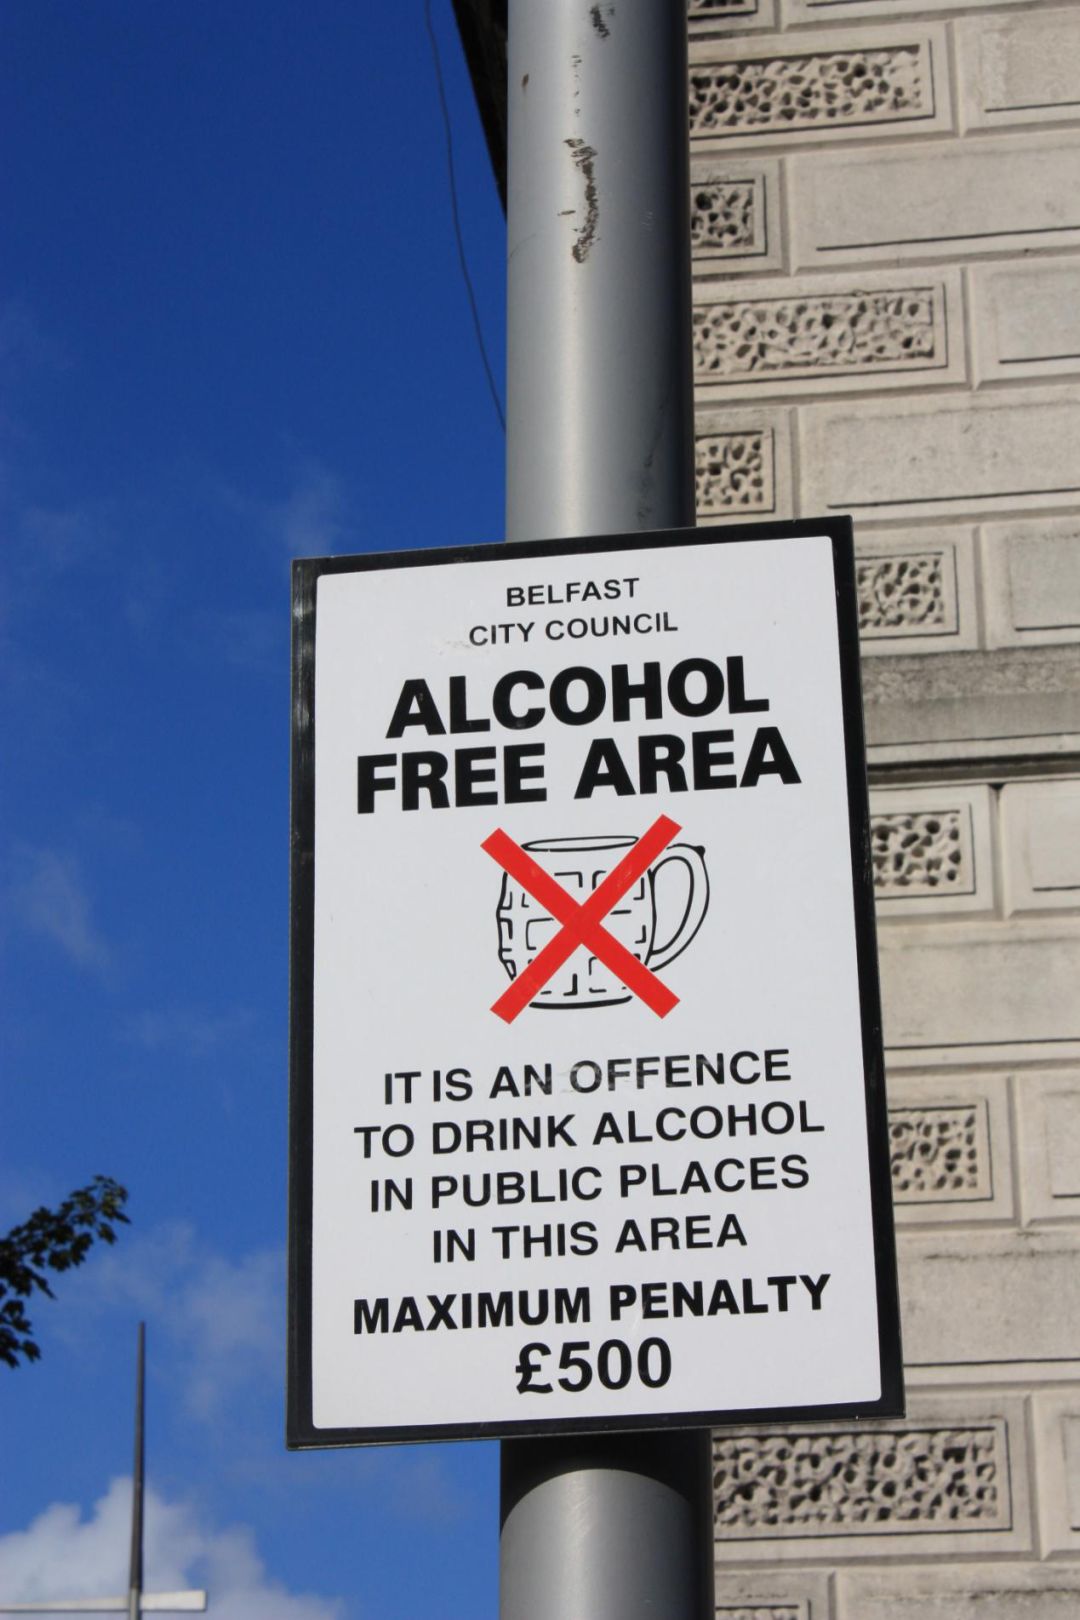 BELFAST
CITY COUNCIL
ALCOHOL
FREE AREA
IT IS AN OFFENCE
TO DRINK ALCOHOL
IN PUBLIC PLACES
IN THIS AREA
MAXIMUM PENALTY
£500